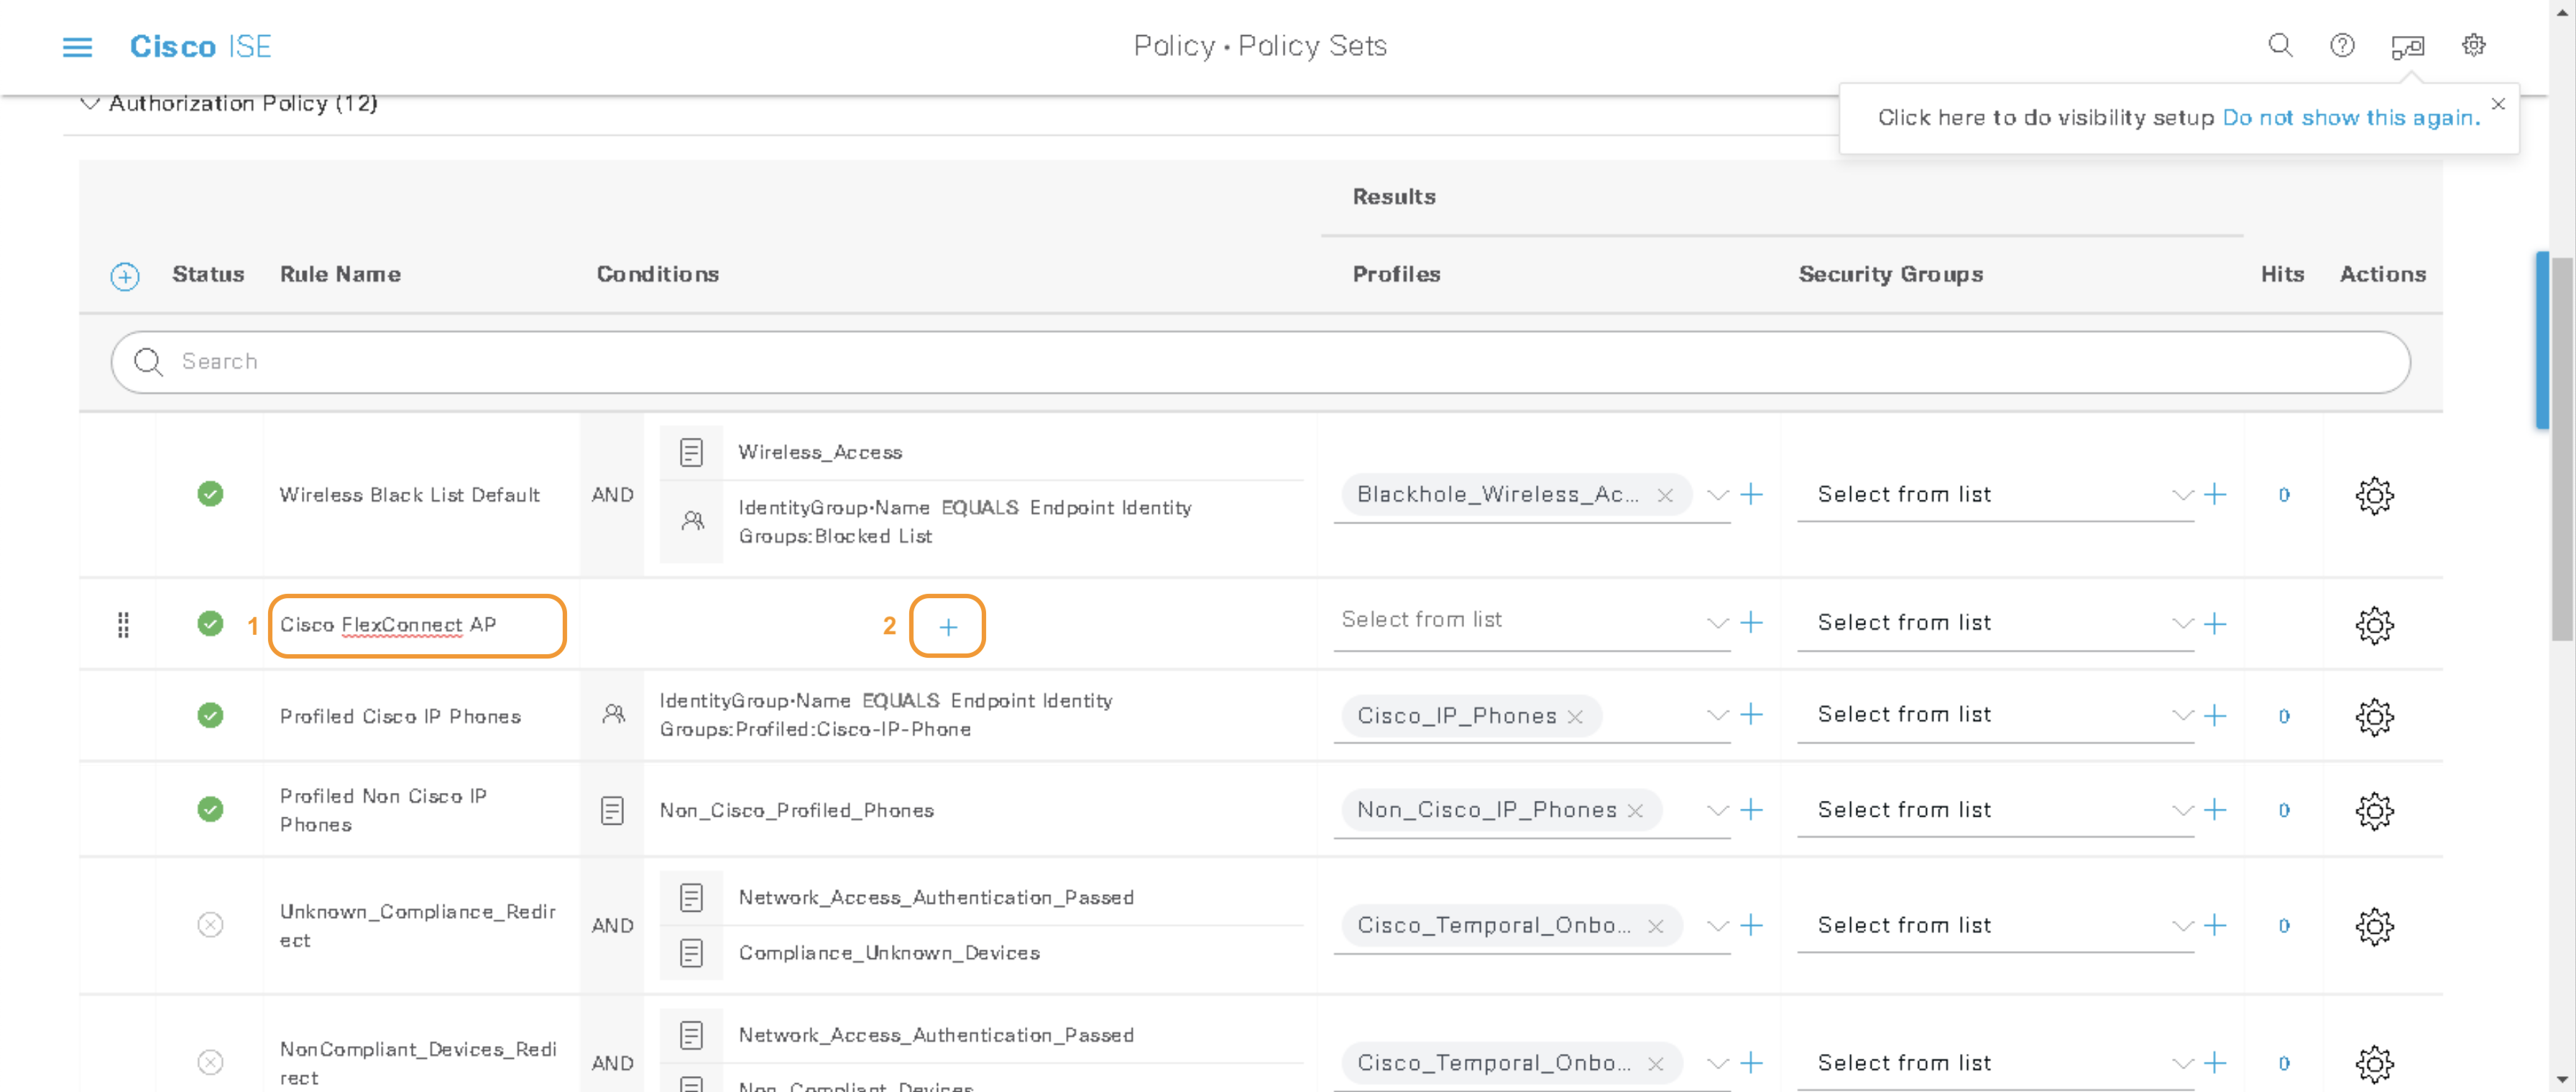 Cisco ISE
Policy • Policy Sets
Authorization Policy (12)
Click here to do visibility setup Do not show this again.
Results
Status Rule Name Conditions Profiles Security Groups Hits Actions
Search
Wireless Black List Default
AND
Wireless_Access
IdentityGroup·Name EQUALS Endpoint Identity
Groups:Blocked List
Blackhole_Wireless_Ac...
Select from list
0
1
Cisco FlexConnect AP
2
Select from list
Select from list
Profiled Cisco IP Phones
IdentityGroup·Name EQUALS Endpoint Identity
Groups:Profiled:Cisco-IP-Phone
Cisco_IP_Phones
Select from list
0
Profiled Non Cisco IP
Phones
Non_Cisco_Profiled_Phones
Non_Cisco_IP_Phones
Select from list
0
Unknown_Compliance_Redir
ect
AND
Network_Access_Authentication_Passed
Compliance_Unknown_Devices
Cisco_Temporal_Onbo...
Select from list
0
NonCompliant_Devices_Redi
rect
AND
Network_Access_Authentication_Passed
Non_Compliant_Devices
Cisco_Temporal_Onbo...
Select from list
0